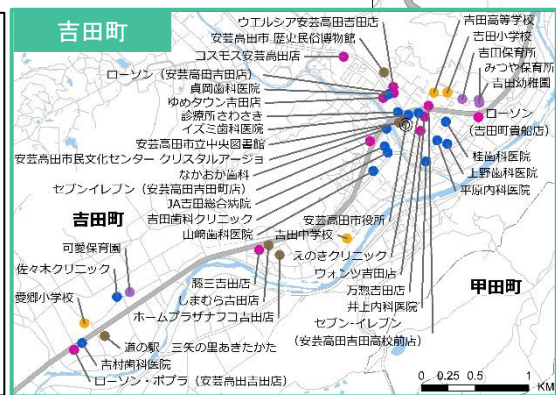 吉田町
ウエルシア安芸高田吉田店
安芸高田市 歴史民俗博物館
コスモス安芸高田店
ローソン（安芸高田吉田店）
貞岡歯科医院
ゆめタウン吉田店
診療所さわさき
イズミ歯科医院
安芸高田市立中央図書館
安芸高田市民文化センター クリスタルアージョ
なかおか歯科
セブンイレブン（安芸高田吉田町店）
JA吉田総合病院
吉田歯科クリニック
山崎歯科医院
吉田高等学校
吉田小学校
吉田保育所
みつや保育所
吉田幼稚園
ローソン
（吉田町貴船店）
桂歯科医院
上野歯科医院
平原内科医院
安芸高田市役所
吉田中学校
えのきクリニック
ウォンツ吉田店
万惣吉田店
井上内科医院
セブン-イレブン
（安芸高田吉田高校前店）
吉田町
甲田町
可愛保育園
佐々木クリニック
愛郷小学校
しまむら吉田店
ホームプラザナフコ吉田店
道の駅 三矢の里あきたかた
吉村歯科医院
ローソン・ポプラ（安芸高田吉田店）
0 0.25 0.5 1
KM